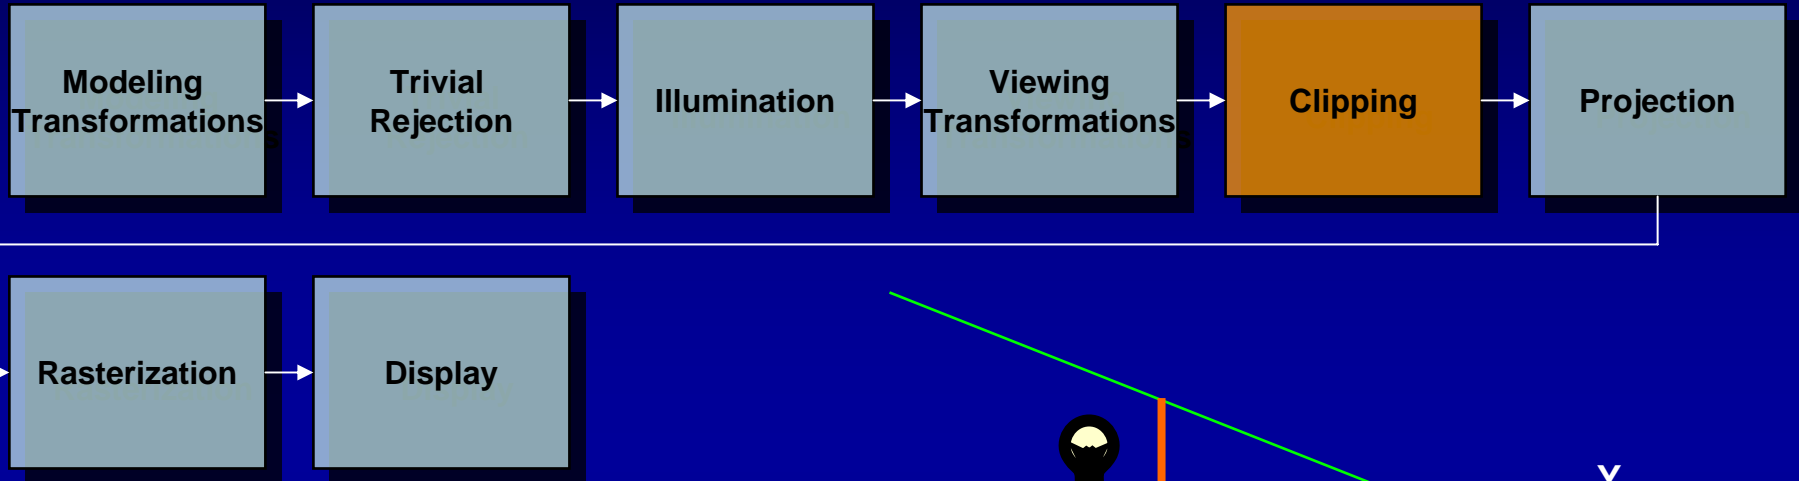 Modeling
Transformations
Trivial
Rejection
Illumination
Viewing
Transformations
Clipping
Projection
Rasterization
Display